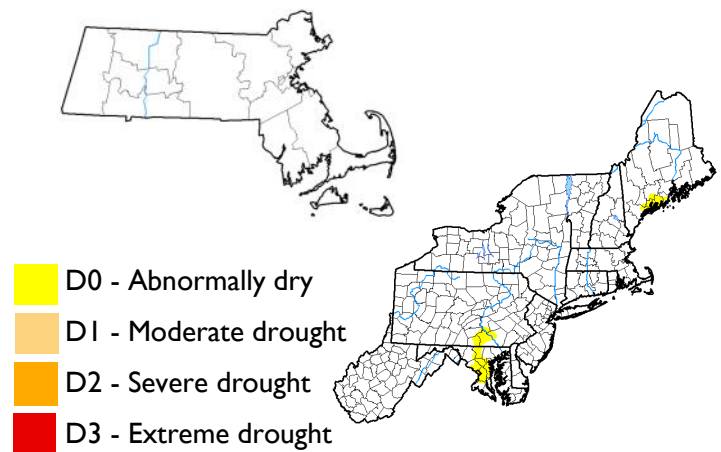 D0 - Abnormally dry
D1 - Moderate drought
D2 - Severe drought
D3 - Extreme drought